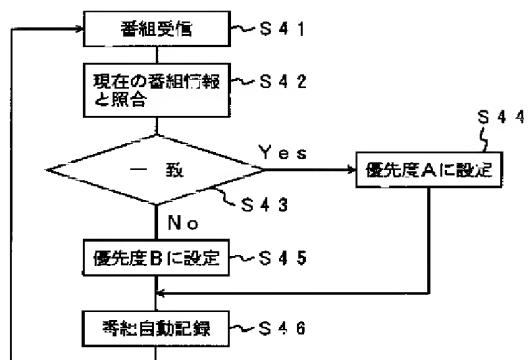 番組受信
S41
現在の番組情報
と照合
S42
一致
Yes
S43
S44
優先度Aに設定
No
優先度Bに設定
S45
番組自動記録
S46